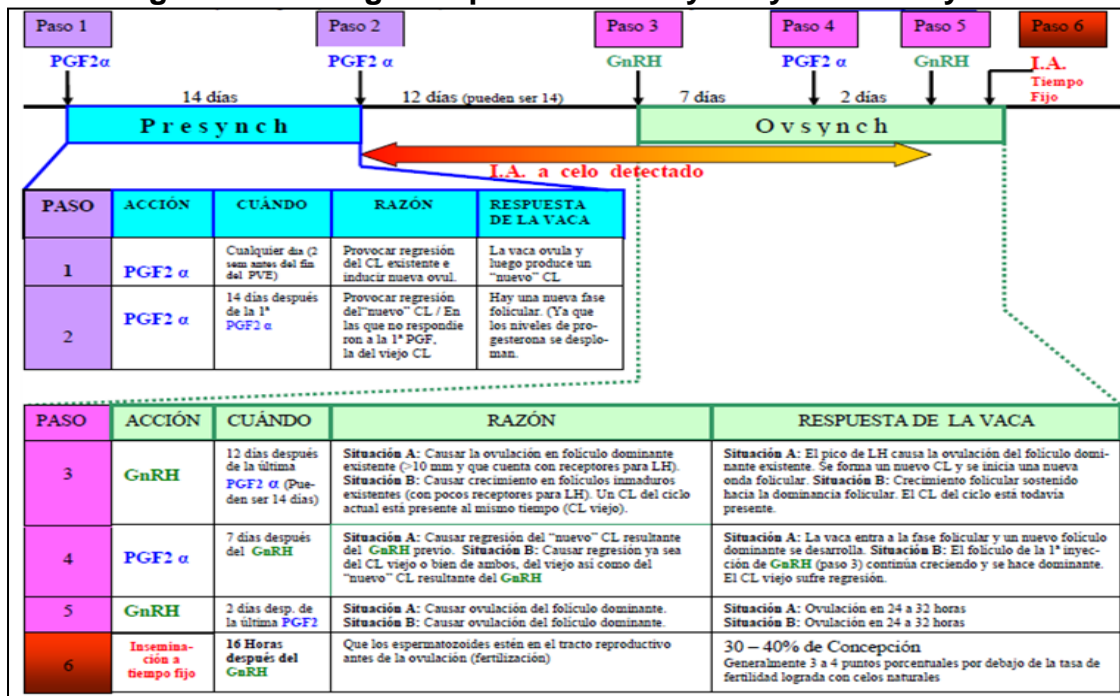 Paso 1 Paso 2 Paso 3 Paso 4 Paso 5 Paso 6
PGF2α PGF2 α GnRH PGF2 α GnRH I.A.
Tiempo
Fijo
14 días 12 días (pueden ser 14) 7 días 2 días
Presynch Ovsynch
I.A. a celo detectado
PASO ACCIÓN CUÁNDO RAZÓN RESPUESTA
DE LA VACA
1
PGF2 α
Cualquier dia (2
sem antes del fin
del PVE)
Provocar regresión
del CL existente e
inducir nueva ovul.
La vaca ovula y
luego produce un
"nuevo" CL
2
PGF2 α
14 días después
de la 1ª
PGF2 α
Provocar regresión
del"nuevo" CL / En
las que no respondie
ron a la 1ª PGF,
la del viejo CL
Hay una nueva fase
folicular. (Ya que
los niveles de pro-
gesterona se desplo-
man.
PASO ACCIÓN CUÁNDO RAZÓN RESPUESTA DE LA VACA
3
GnRH
12 días después
de la última
PGF2 α (Pue-
den ser 14 días)
Situación A: Causar la ovulación en folículo dominante
existente (>10 mm y que cuenta con receptores para LH).
Situación B: Causar crecimiento en folículos inmaduros
existentes (con pocos receptores para LH). Un CL del ciclo
actual está presente al mismo tiempo (CL viejo).
Situación A: El pico de LH causa la ovulación del folículo domi-
nante existente. Se forma un nuevo CL y se inicia una nueva
onda folicular. Situación B: Crecimiento folicular sostenido
hacia la dominancia folicular. El CL del ciclo está todavía
presente.
4
PGF2 α
7 días después
del GnRH
Situación A: Causar regresión del "nuevo" CL resultante
del GnRH previo. Situación B: Causar regresión ya sea
del CL viejo o bien de ambos, del viejo así como del
"nuevo" CL resultante del GnRH
Situación A: La vaca entra a la fase folicular y un nuevo folículo
dominante se desarrolla. Situación B: El folículo de la 1ª inyec-
ción de GnRH (paso 3) continúa creciendo y se hace dominante.
El CL viejo sufre regresión.
5
GnRH
2 días desp. de
la última PGF2
Situación A: Causar ovulación del folículo dominante.
Situación B: Causar ovulación del folículo dominante.
Situación A: Ovulación en 24 a 32 horas
Situación B: Ovulación en 24 a 32 horas
6
Insemina-
ción a
tiempo fijo
16 Horas
después del
GnRH
Que los espermatozoides estén en el tracto reproductivo
antes de la ovulación (fertilización)
30 – 40% de Concepción
Generalmente 3 a 4 puntos porcentuales por debajo de la tasa de
fertilidad lograda con celos naturales